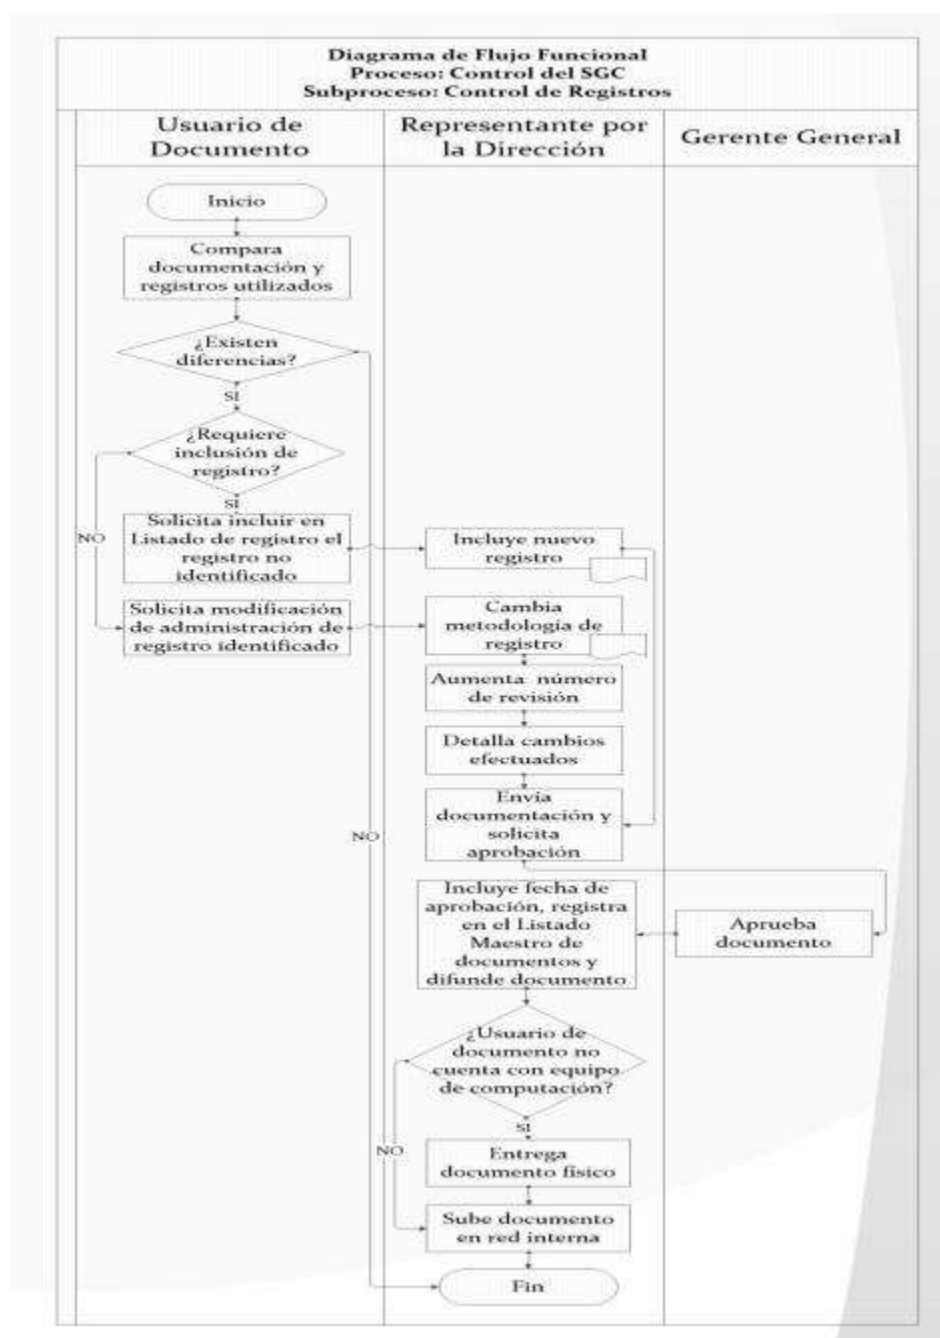 Diagrama de Flujo Funcional
Proceso: Control del SGC
Subproceso: Control de Registros
Usuario de
Documento
Representante por
la Dirección
Gerente General
Inicio
Compara
documentación y
registros utilizados
¿Existen
diferencias?
SI
¿Requiere
inclusión de
registro?
SI
NO
Solicita incluir en
Listado de registro el
registro no
identificado
Incluye nuevo
registro
Solicita modificación
de administración de
registro identificado
Cambia
metodología de
registro
Aumenta número
de revisión
Detalla cambios
efectuados
Envía
documentación y
solicita
aprobación
NO
Incluye fecha de
aprobación, registra
en el Listado
Maestro de
documentos y
difunde documento
Aprueba
documento
¿Usuario de
documento no
cuenta con equipo
de computación?
SI
NO
Entrega
documento físico
Sube documento
en red interna
Fin